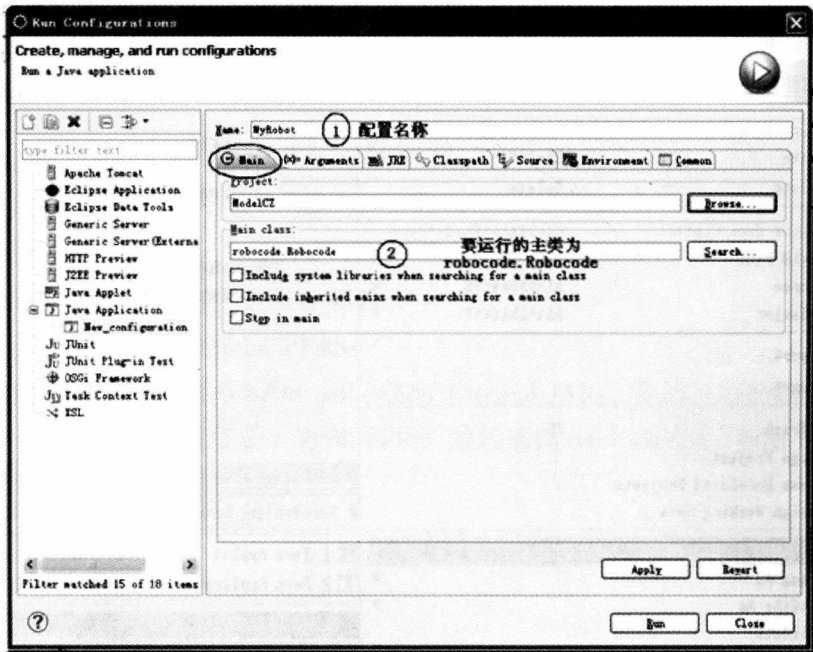 Run Configurations
Create, manage, and run configurations
Run a Java application
type filter text
Apache Tomcat
Eclipse Application
Eclipse Data Tools
Generic Server
Generic Server(Externa
HTTP Preview
J2EE Preview
Java Applet
Java Application
New_configuration
JUnit
JUnit Plug-in Test
OSGi Framework
Task Context Test
XSL
Filter matched 15 of 18 items
Name: MyRobot ① 配置名称
Main Arguments JRE Classpath Source Environment Common
Project:
ModelCZ Browse...
Main class:
robocode.Robocode ② 要运行的主类为 Search...
robocode.Robocode
Include system libraries when searching for a main class
Include inherited mains when searching for a main class
Stop in main
Apply Revert
Run Close